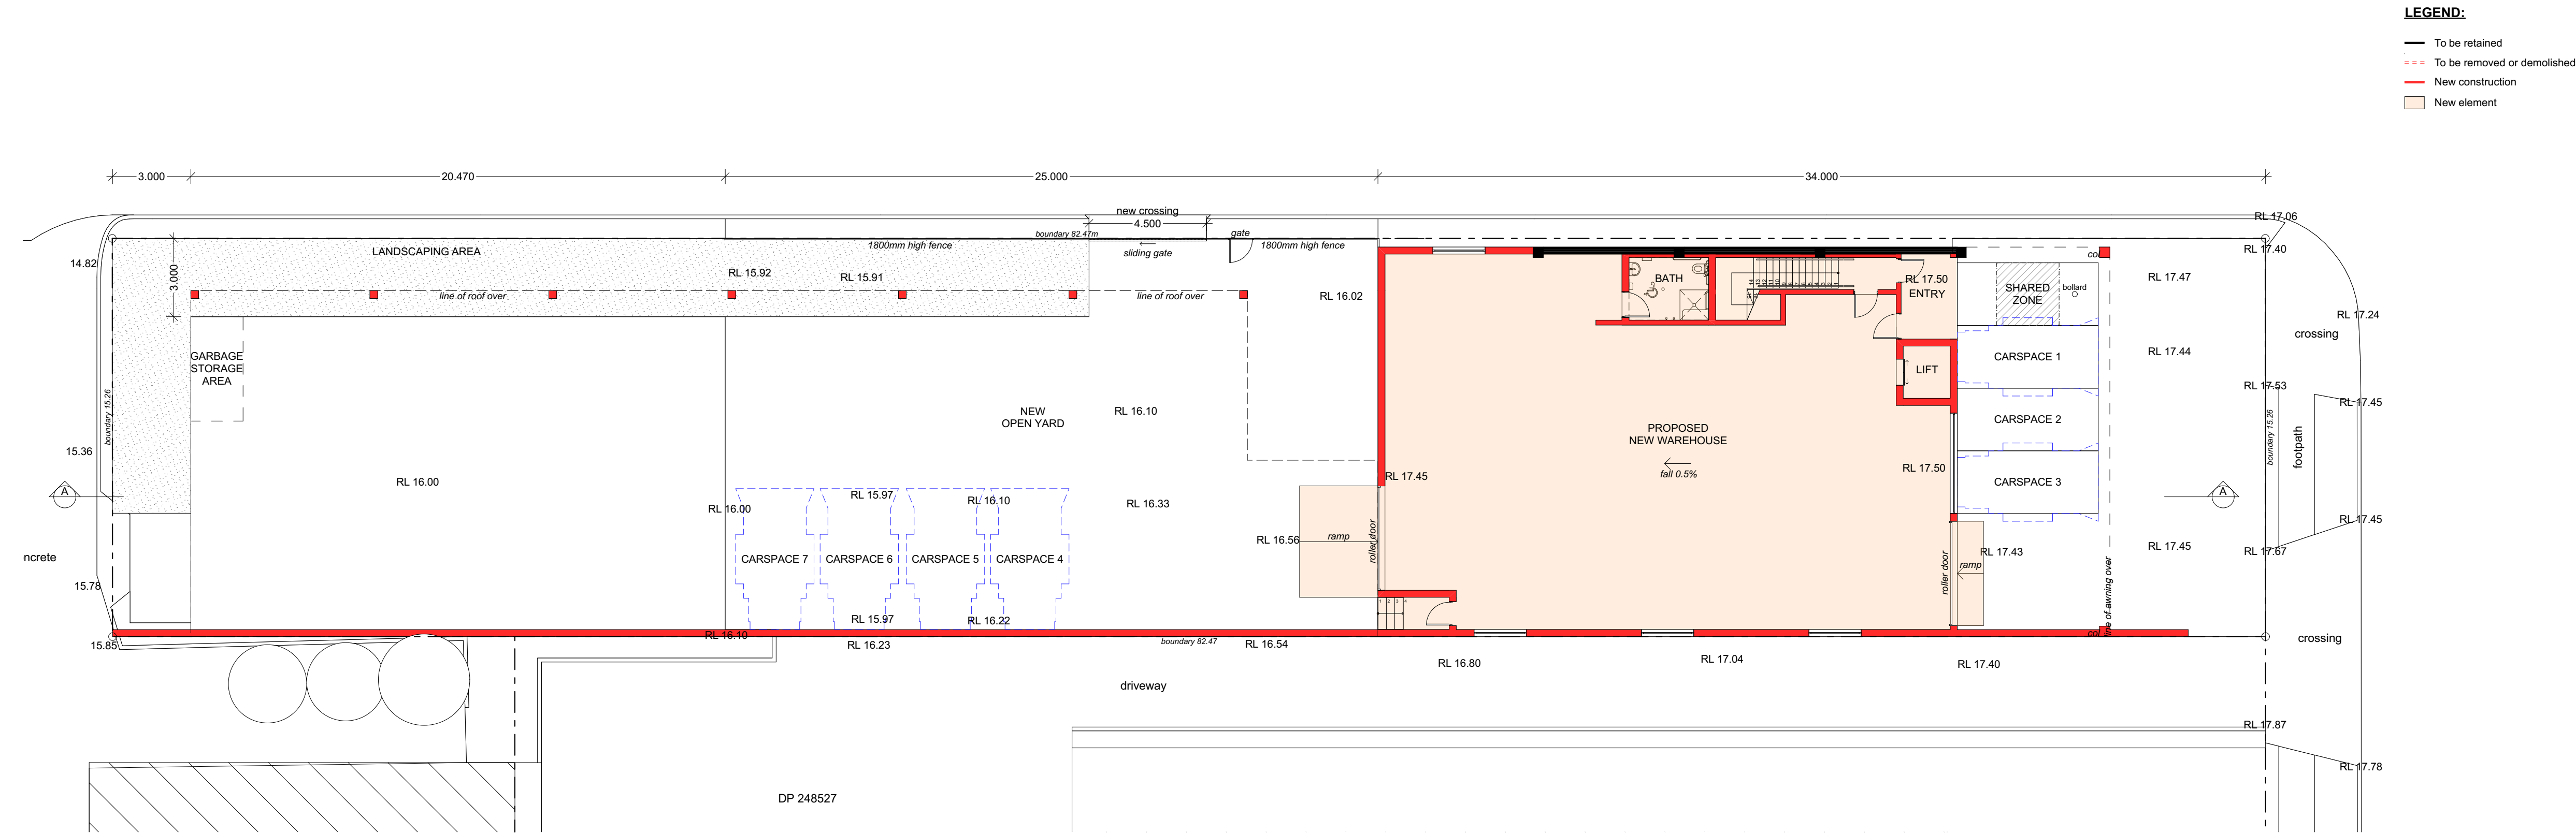 LEGEND:
To be retained
To be removed or demolished
New construction
New element
3.000
20.470
25.000
34.000
new crossing
4.500
RL 17.06
boundary 82.47m
gate
1800mm high fence
1800mm high fence
sliding gate
LANDSCAPING AREA
RL 17.40
14.82
3.000
RL 15.92
RL 15.91
line of roof over
line of roof over
RL 16.02
BATH
RL 17.50
ENTRY
SHARED
ZONE
bollard
RL 17.47
RL 17.24
crossing
GARBAGE
STORAGE
AREA
LIFT
CARSPACE 1
RL 17.44
RL 17.53
RL 17.45
boundary 15.26
NEW
OPEN YARD
RL 16.10
PROPOSED
NEW WAREHOUSE
fall 0.5%
CARSPACE 2
boundary 15.26
footpath
15.36
RL 16.00
RL 17.45
RL 17.50
CARSPACE 3
A
A
RL 16.00
RL 15.97
RL 16.10
RL 16.33
RL 17.45
RL 16.56
ramp
roller door
RL 17.43
RL 17.45
RL 17.67
ncrete
CARSPACE 7
CARSPACE 6
CARSPACE 5
CARSPACE 4
roller door
ramp
line of awning over
15.78
1 2 3 4
RL 15.97
RL 16.22
RL 16.10
15.85
RL 16.23
boundary 82.47
RL 16.54
RL 16.80
RL 17.04
RL 17.40
crossing
driveway
RL 17.87
RL 17.78
DP 248527